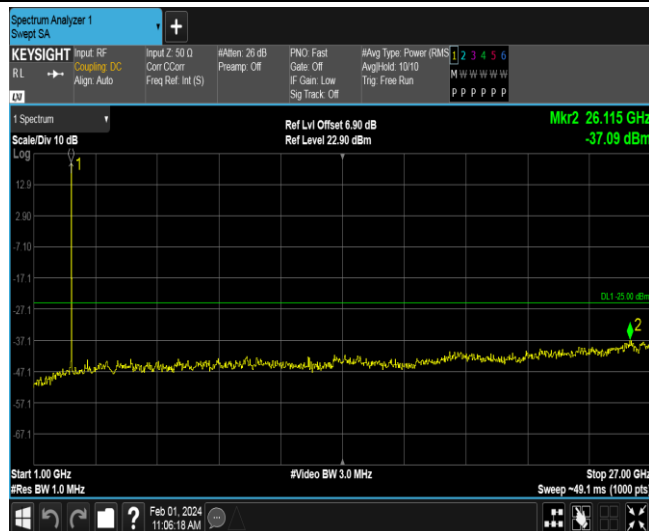 Spectrum Analyzer 1
Swept SA
+
KEYSIGHT Input: RF Input Z: 50 Ω #Atten: 26 dB PNO: Fast #Avg Type: Power (RMS 1 2 3 4 5 6
RL Coupling: DC Corr CCorr Preamp: Off Gate: Off Avg|Hold: 10/10 M W W W W W
Align: Auto Freq Ref: Int (S) IF Gain: Low Trig: Free Run
Sig Track: Off P P P P P P
LXI
1 Spectrum
Ref Lvl Offset 6.90 dB Mkr2 26.115 GHz
Scale/Div 10 dB Ref Level 22.90 dBm -37.09 dBm
Log
1
12.9
2.90
-7.10
-17.1
DL1 -25.00 dBm
-27.1
2
-37.1
-47.1
-57.1
-67.1
Start 1.00 GHz #Video BW 3.0 MHz Stop 27.00 GHz
#Res BW 1.0 MHz Sweep ~49.1 ms (1000 pts)
? Feb 01, 2024
11:06:18 AM